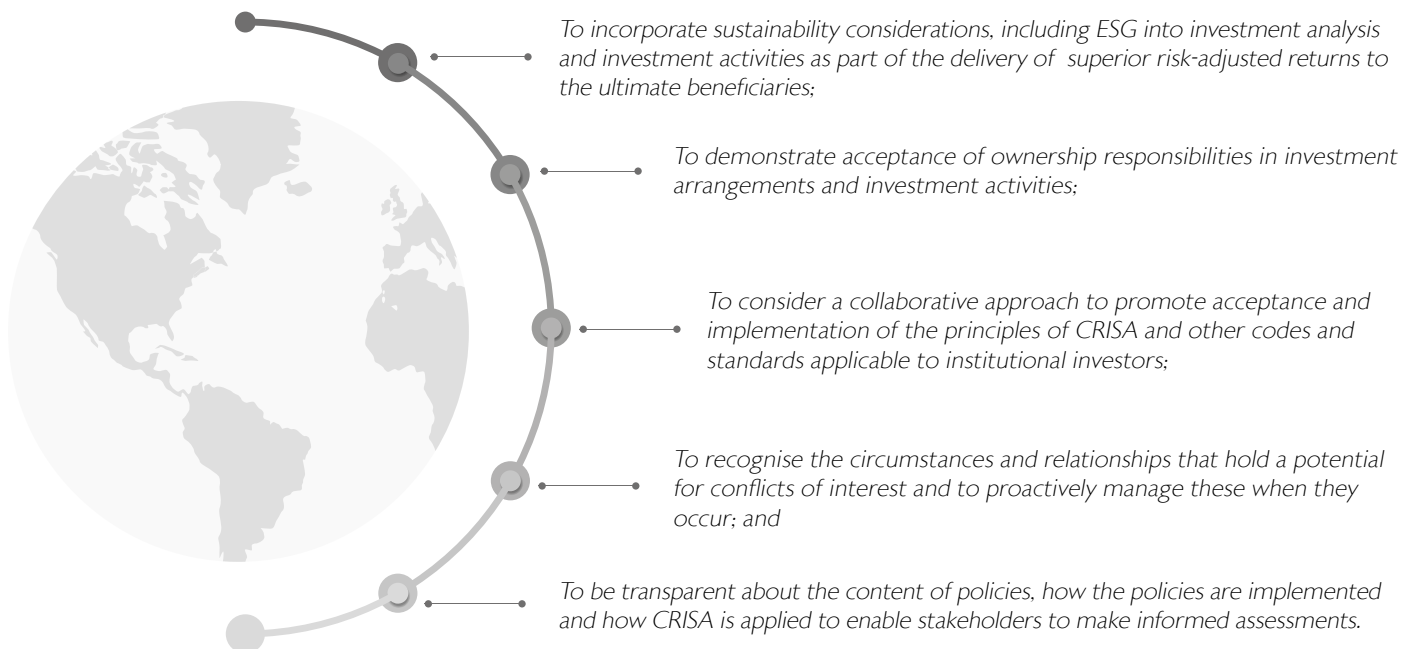 To incorporate sustainability considerations, including ESG into investment analysis
and investment activities as part of the delivery of superior risk-adjusted returns to
the ultimate beneficiaries;
To demonstrate acceptance of ownership responsibilities in investment
arrangements and investment activities;
To consider a collaborative approach to promote acceptance and
implementation of the principles of CRISA and other codes and
standards applicable to institutional investors;
To recognise the circumstances and relationships that hold a potential
for conflicts of interest and to proactively manage these when they
occur; and
To be transparent about the content of policies, how the policies are implemented
and how CRISA is applied to enable stakeholders to make informed assessments.